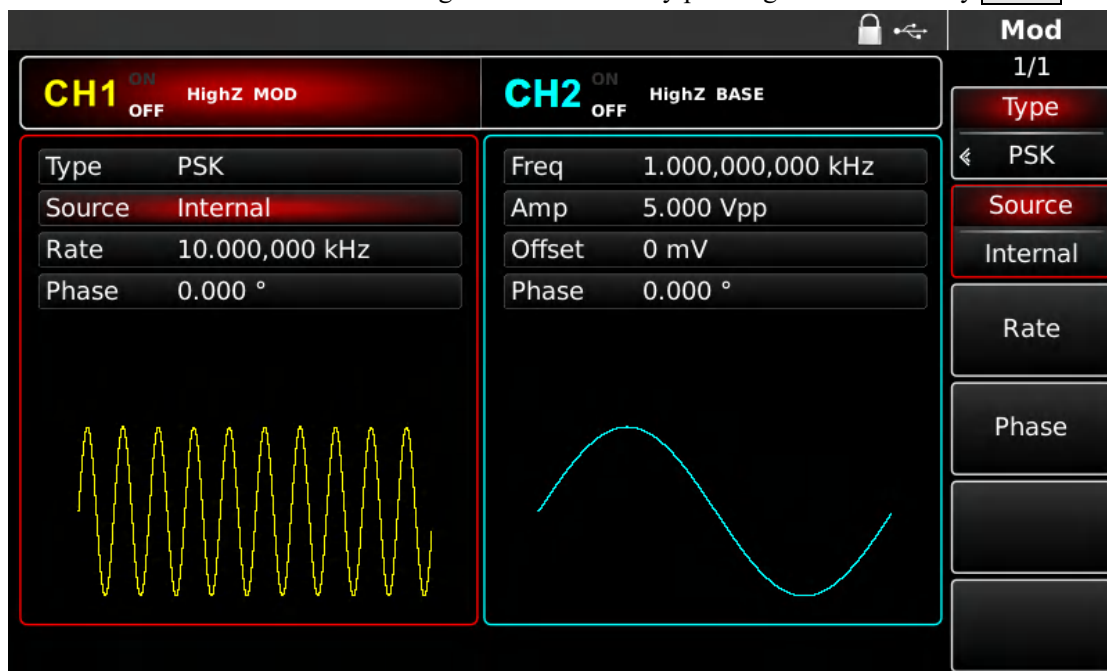 Mod
1/1
CH1 ON OFF HighZ MOD
CH2 ON OFF HighZ BASE
Type PSK
Source Internal
Rate 10.000,000 kHz
Phase 0.000 °
Freq 1.000,000,000 kHz
Amp 5.000 Vpp
Offset 0 mV
Phase 0.000 °
Type
PSK
Source
Internal
Rate
Phase